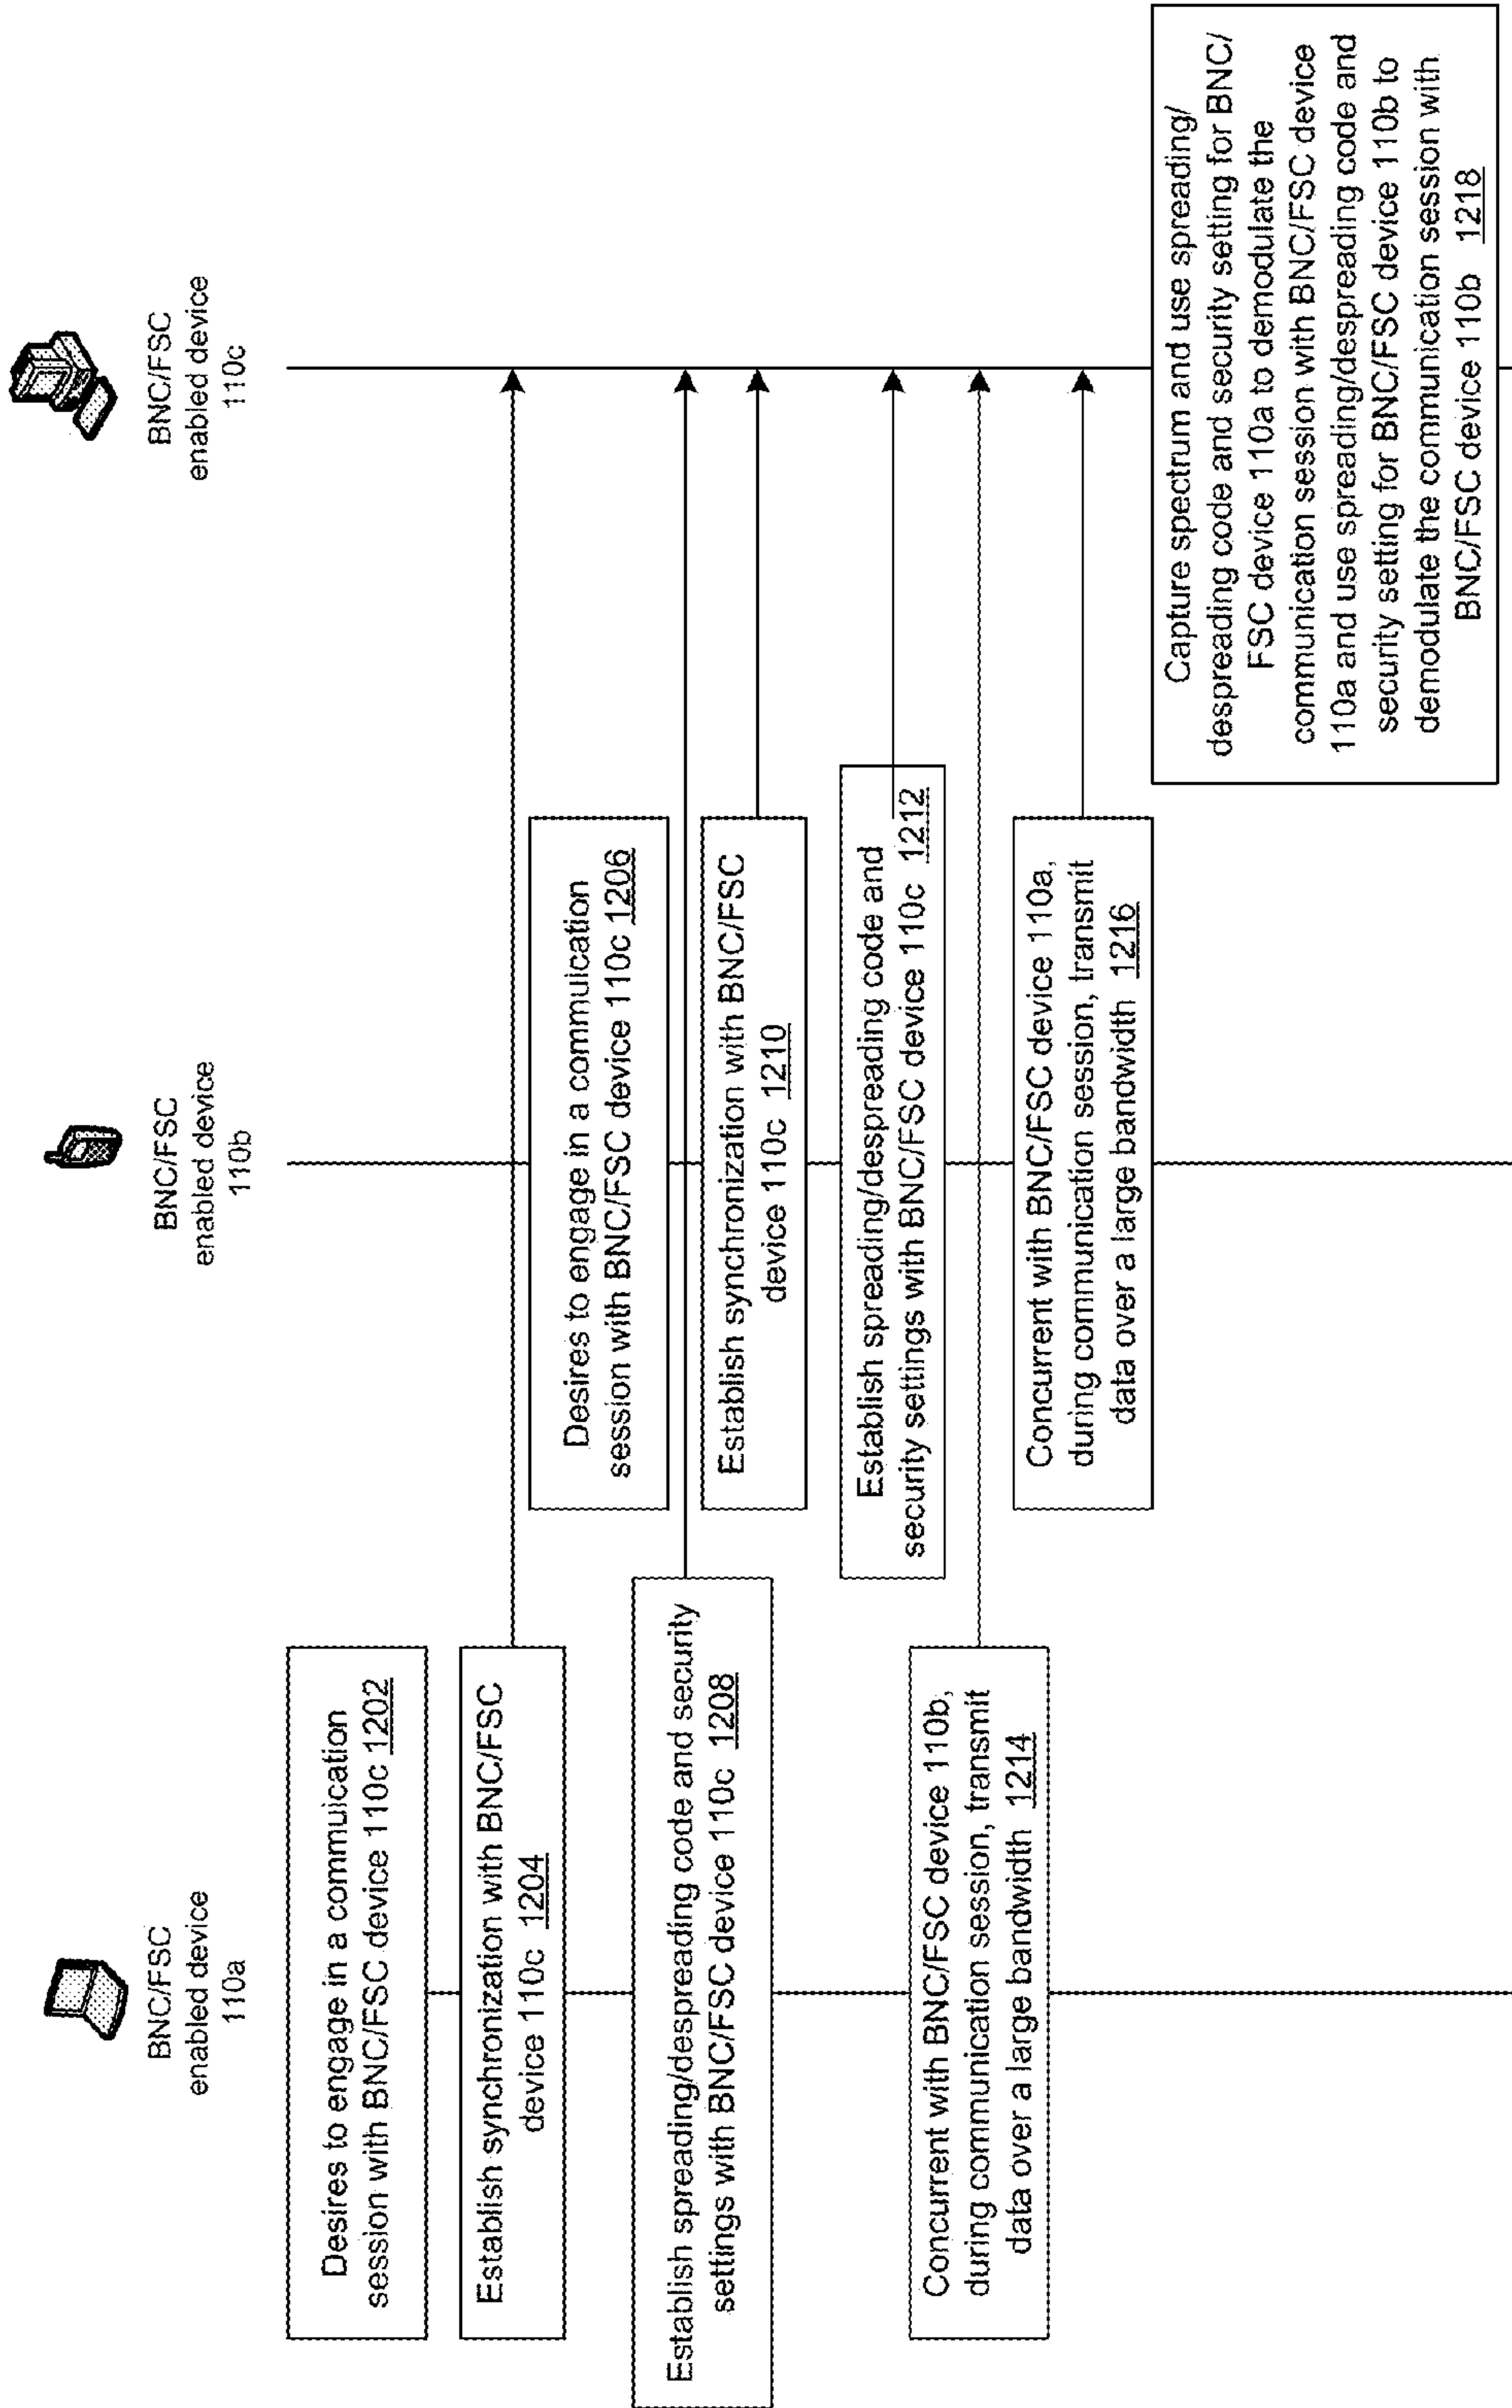 BNC/FSC
enabled device
110a
BNC/FSC
enabled device
110b
BNC/FSC
enabled device
110c
Desires to engage in a commuication
session with BNC/FSC device 110c 1202
Establish synchronization with BNC/FSC
device 110c 1204
Desires to engage in a commuication
session with BNC/FSC device 110c 1206
Establish spreading/despreading code and security
settings with BNC/FSC device 110c 1208
Establish synchronization with BNC/FSC
device 110c 1210
Establish spreading/despreading code and
security settings with BNC/FSC device 110c 1212
Concurrent with BNC/FSC device 110b,
during communication session, transmit
data over a large bandwidth 1214
Concurrent with BNC/FSC device 110a,
during communication session, transmit
data over a large bandwidth 1216
Capture spectrum and use spreading/
despreading code and security setting for BNC/
FSC device 110a to demodulate the
communication session with BNC/FSC device
110a and use spreading/despreading code and
security setting for BNC/FSC device 110b to
demodulate the communication session with
BNC/FSC device 110b 1218